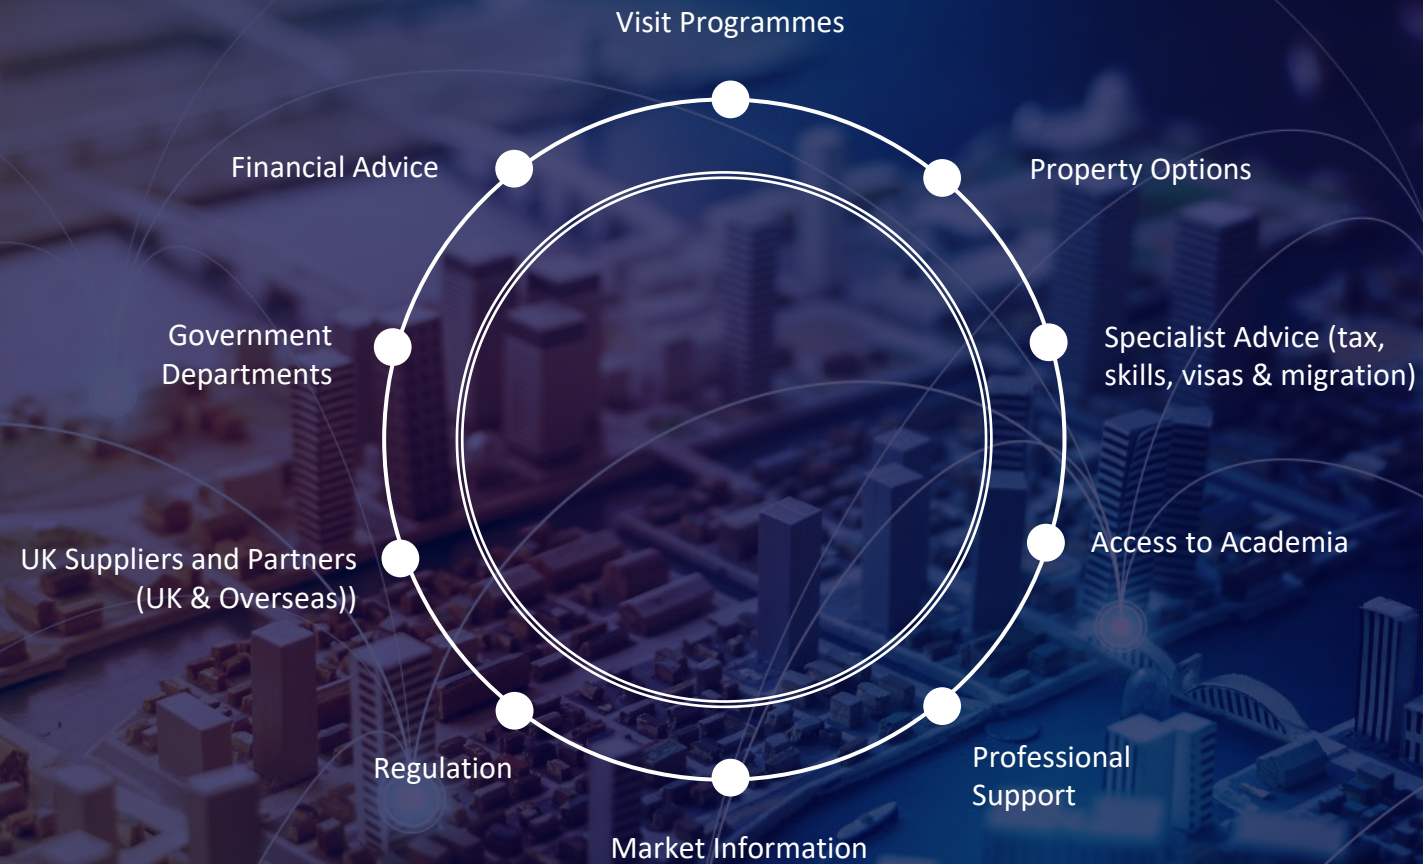 Visit Programmes
Financial Advice
Property Options
Government
Departments
Specialist Advice (tax,
skills, visas & migration)
UK Suppliers and Partners
(UK & Overseas))
Access to Academia
Regulation
Professional
Support
Market Information